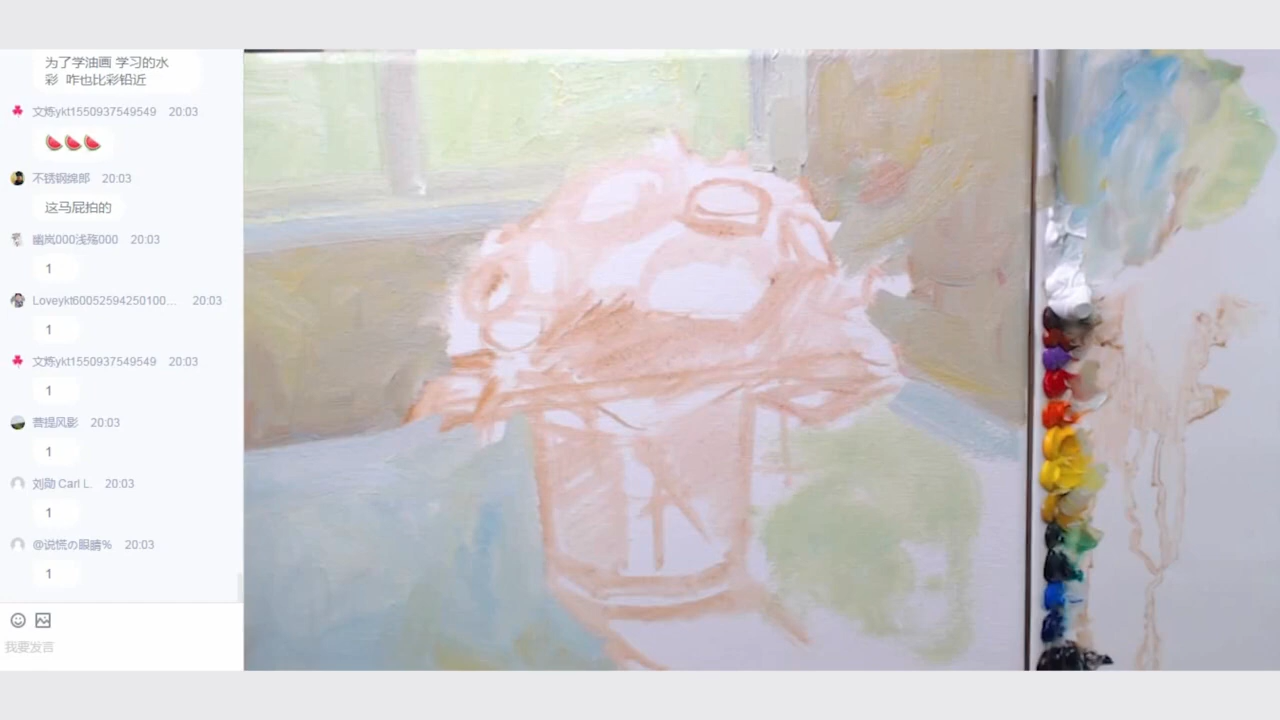 为了学油画 学习的水
彩 咋也比彩铅近
文炼ykt1550937549549 20:03
不锈钢绵郎 20:03
这马屁拍的
幽岚000浅殇000 20:03
1
Loveykt60052594250100... 20:03
1
文炼ykt1550937549549 20:03
1
菩提风影 20:03
1
刘勋 Carl L. 20:03
1
@说慌の眼睛% 20:03
1
我要发言